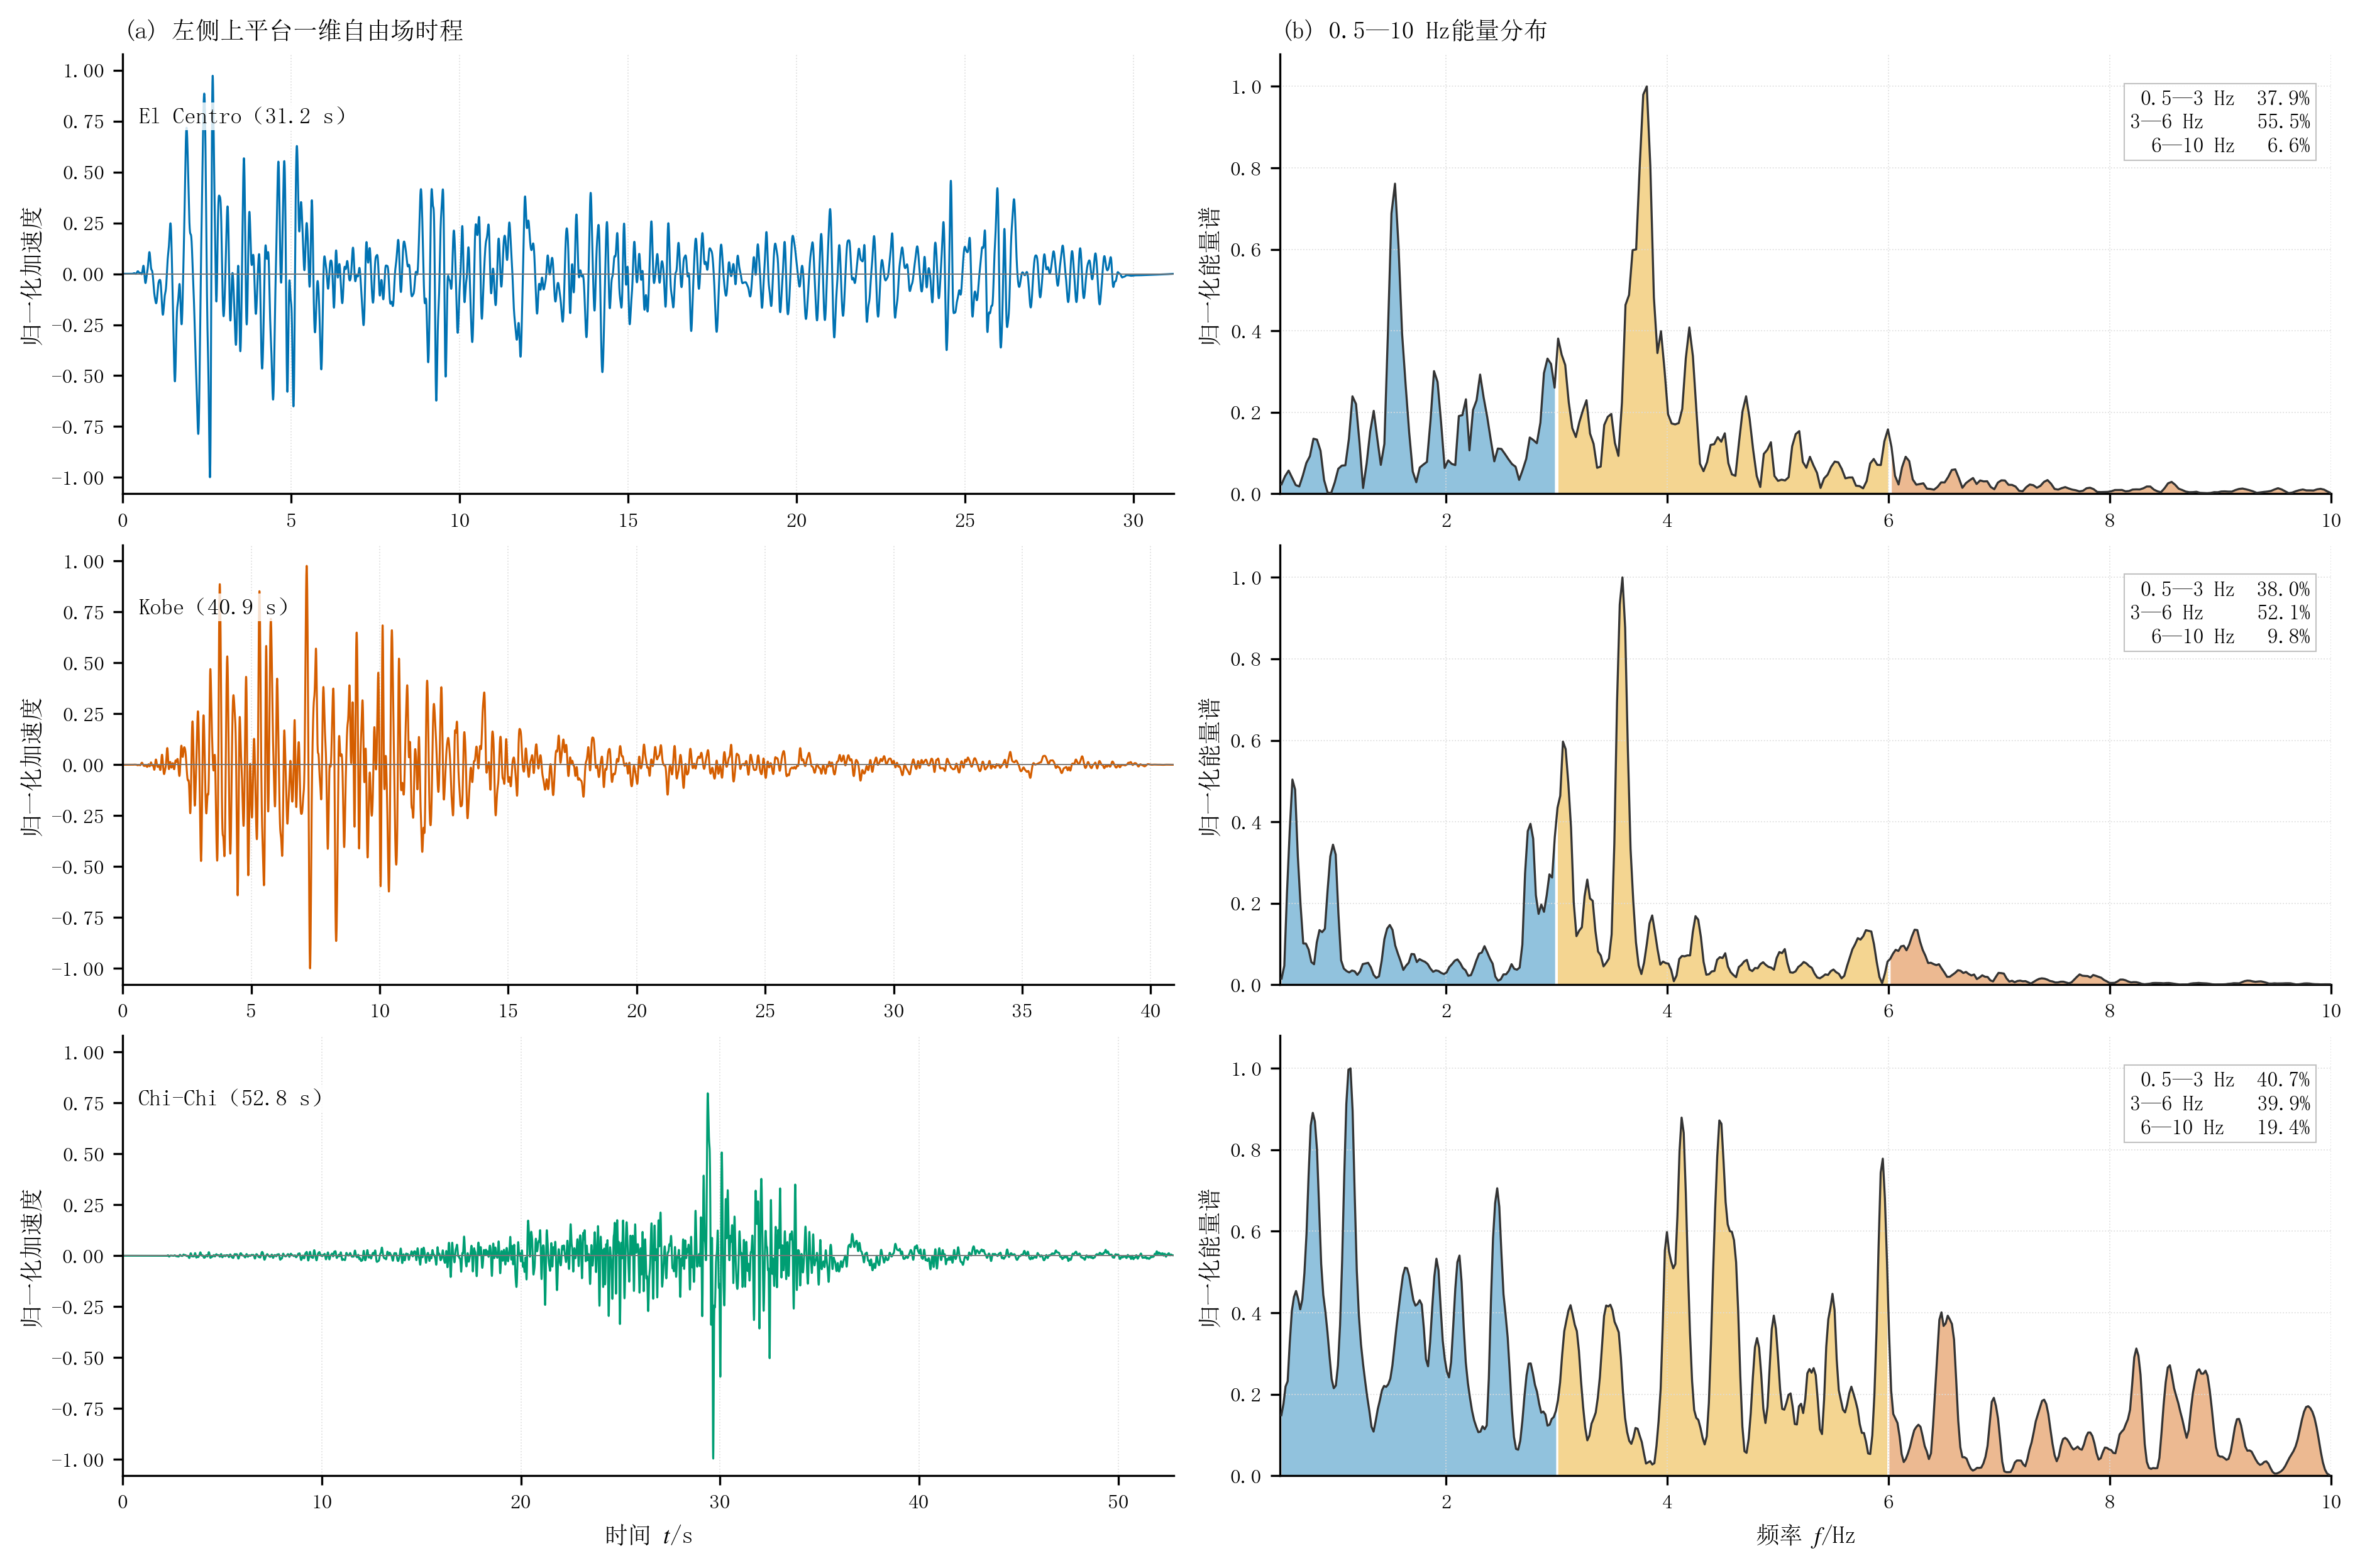 (a) 左侧上平台一维自由场时程
归一化加速度
1.00
0.75
0.50
0.25
0.00
−0.25
−0.50
−0.75
−1.00
El Centro (31.2 s)
0 5 10 15 20 25 30
(b) 0.5—10 Hz能量分布
归一化能量谱
1.0
0.8
0.6
0.4
0.2
0.0
0.5—3 Hz 37.9%
3—6 Hz 55.5%
6—10 Hz 6.6%
2 4 6 8 10
归一化加速度
1.00
0.75
0.50
0.25
0.00
−0.25
−0.50
−0.75
−1.00
Kobe (40.9 s)
0 5 10 15 20 25 30 35 40
归一化能量谱
1.0
0.8
0.6
0.4
0.2
0.0
0.5—3 Hz 38.0%
3—6 Hz 52.1%
6—10 Hz 9.8%
2 4 6 8 10
归一化加速度
1.00
0.75
0.50
0.25
0.00
−0.25
−0.50
−0.75
−1.00
Chi-Chi (52.8 s)
0 10 20 30 40 50
时间 t/s
归一化能量谱
1.0
0.8
0.6
0.4
0.2
0.0
0.5—3 Hz 40.7%
3—6 Hz 39.9%
6—10 Hz 19.4%
2 4 6 8 10
频率 f/Hz